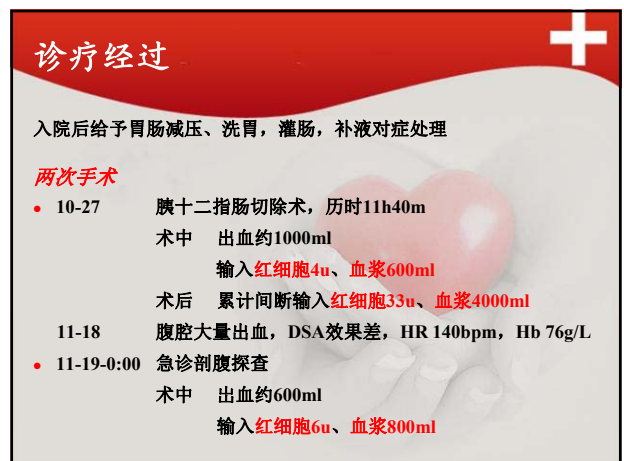 诊疗经过
入院后给予胃肠减压、洗胃，灌肠，补液对症处理
两次手术
• 10-27 胰十二指肠切除术，历时11h40m
术中 出血约1000ml
输入红细胞4u、血浆600ml
术后 累计间断输入红细胞33u、血浆4000ml
11-18 腹腔大量出血，DSA效果差，HR 140bpm，Hb 76g/L
• 11-19-0:00 急诊剖腹探查
术中 出血约600ml
输入红细胞6u、血浆800ml